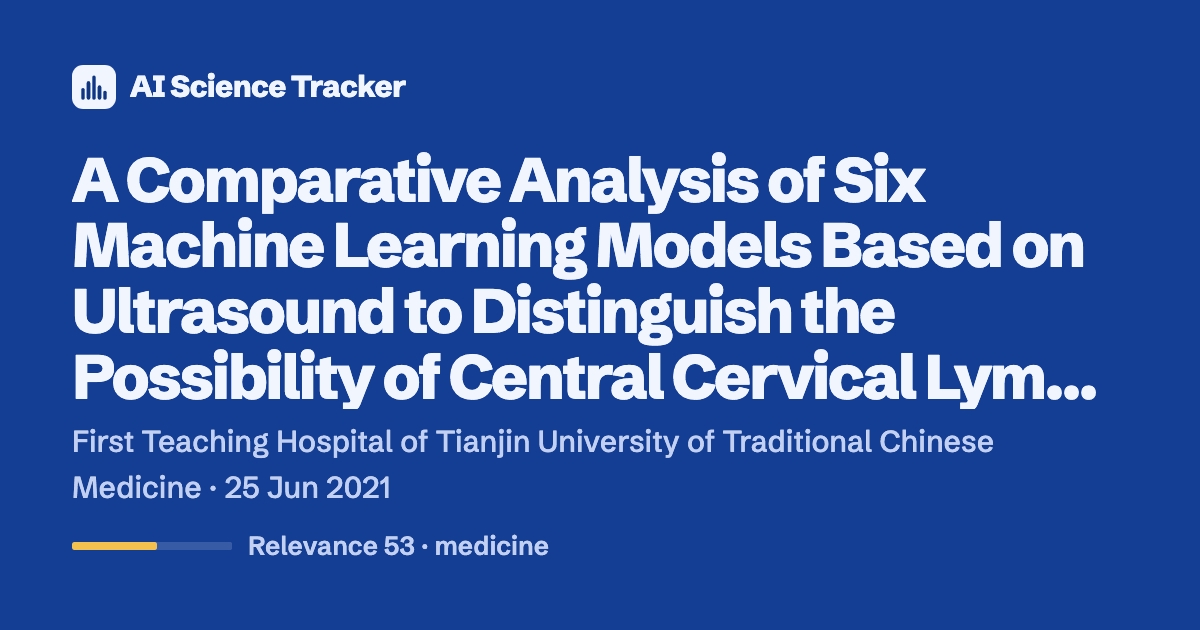 AI Science Tracker
A Comparative Analysis of Six
Machine Learning Models Based on
Ultrasound to Distinguish the
Possibility of Central Cervical Lym...
First Teaching Hospital of Tianjin University of Traditional Chinese
Medicine · 25 Jun 2021
Relevance 53 · medicine